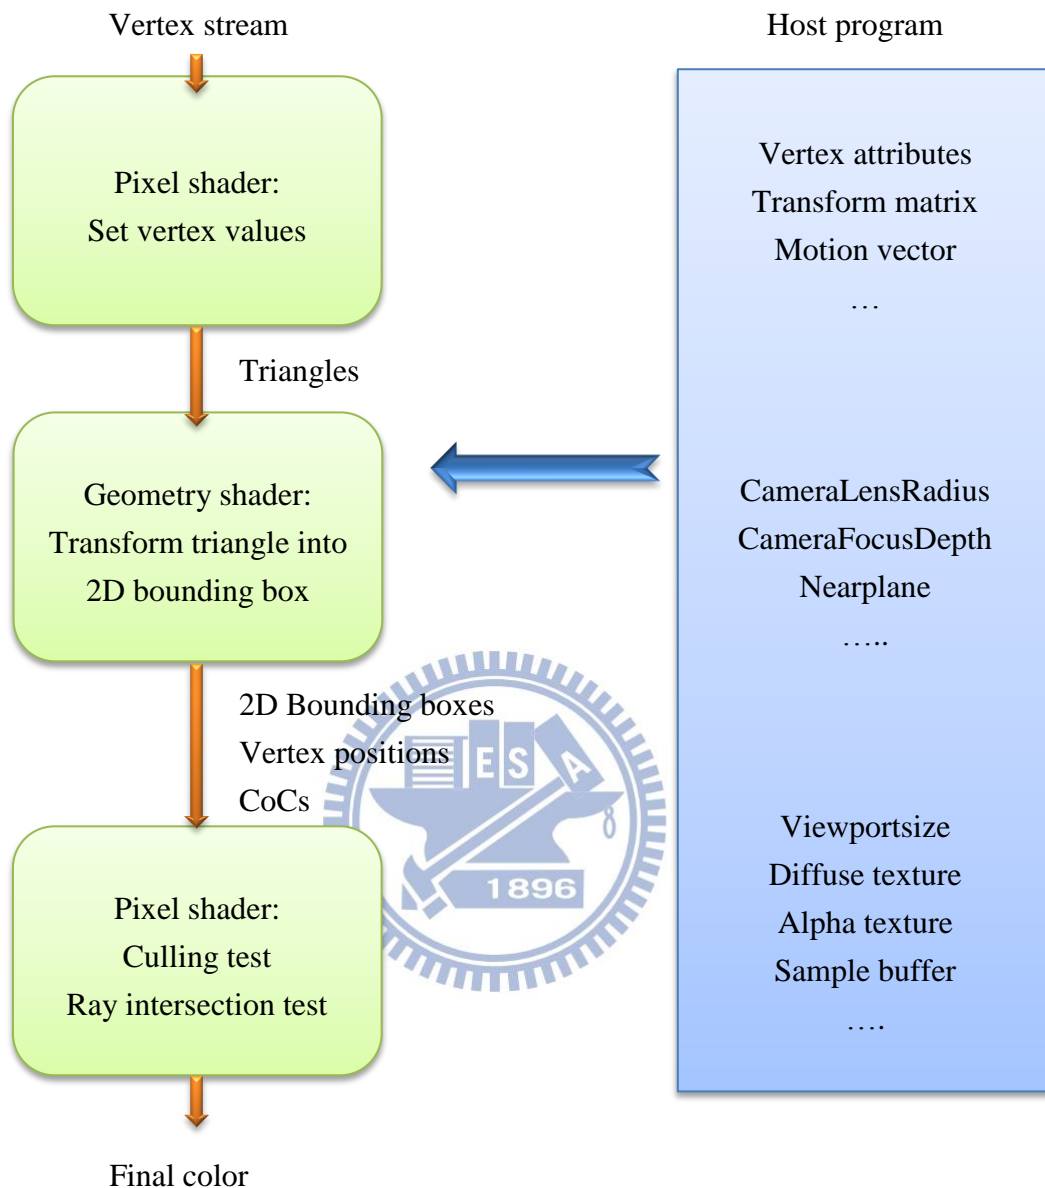 Vertex stream
Pixel shader:
Set vertex values
Triangles
Geometry shader:
Transform triangle into
2D bounding box
2D Bounding boxes
Vertex positions
CoCs
Pixel shader:
Culling test
Ray intersection test
Final color
Host program
Vertex attributes
Transform matrix
Motion vector
…
CameraLensRadius
CameraFocusDepth
Nearplane
…..
Viewportsize
Diffuse texture
Alpha texture
Sample buffer
….
E S A
1896